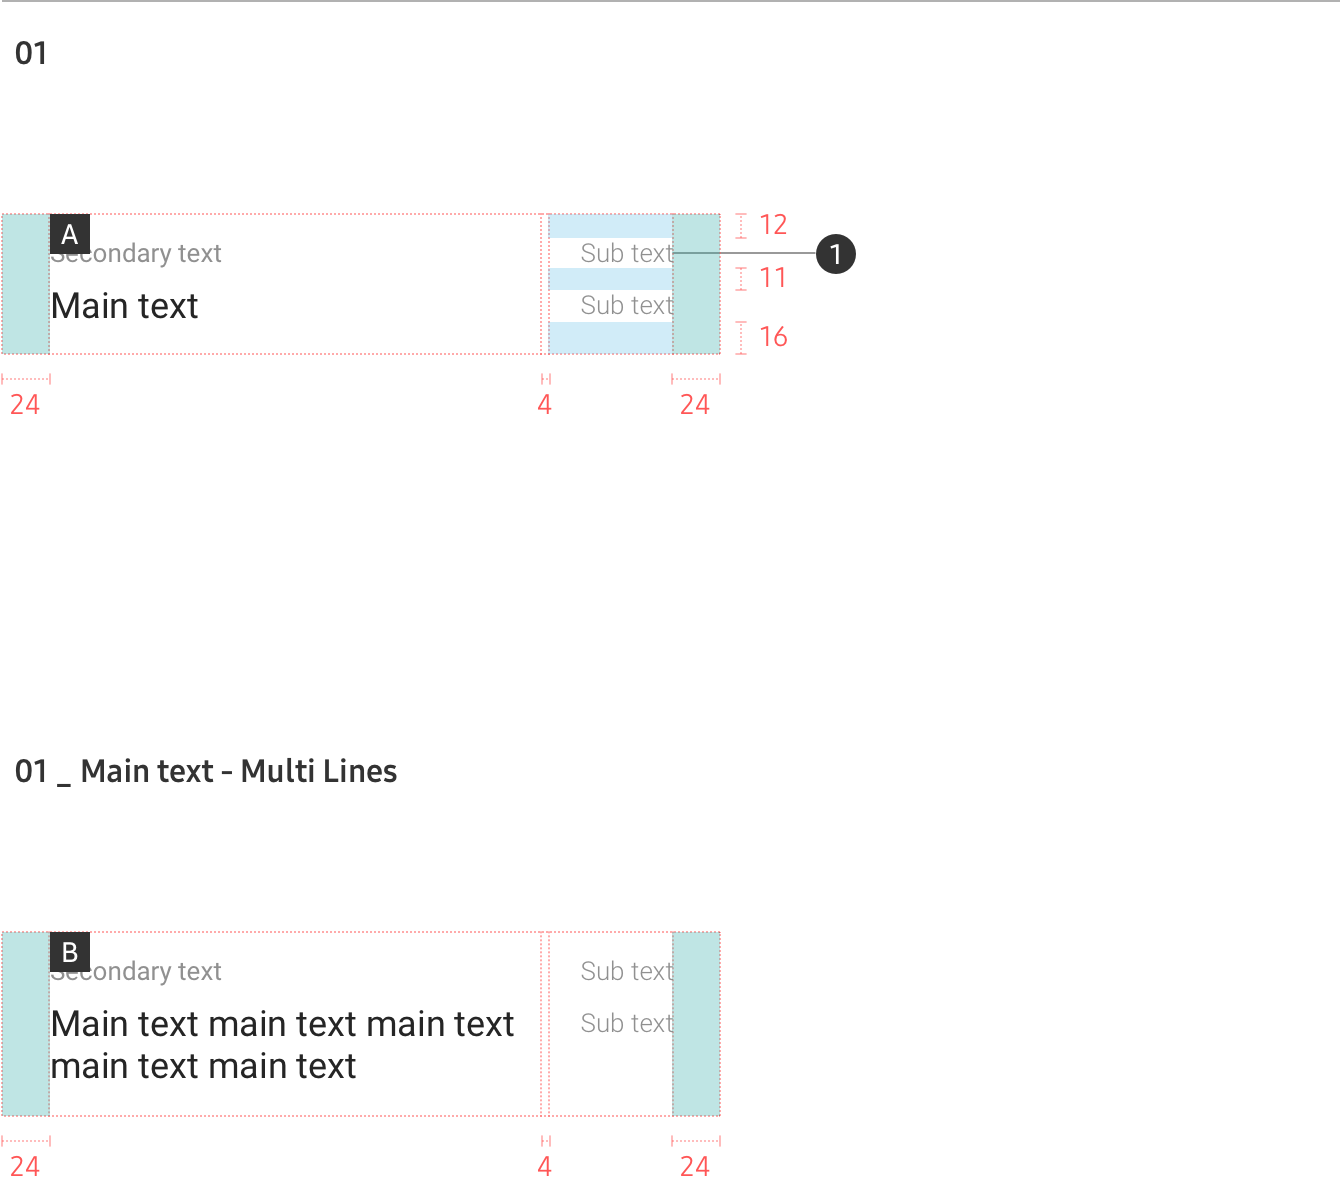 01
A
Secondary text
Sub text
12
1
11
Main text
Sub text
16
24
4
24
01 _ Main text - Multi Lines
B
Secondary text
Sub text
Main text main text main text
Sub text
main text main text
24
4
24